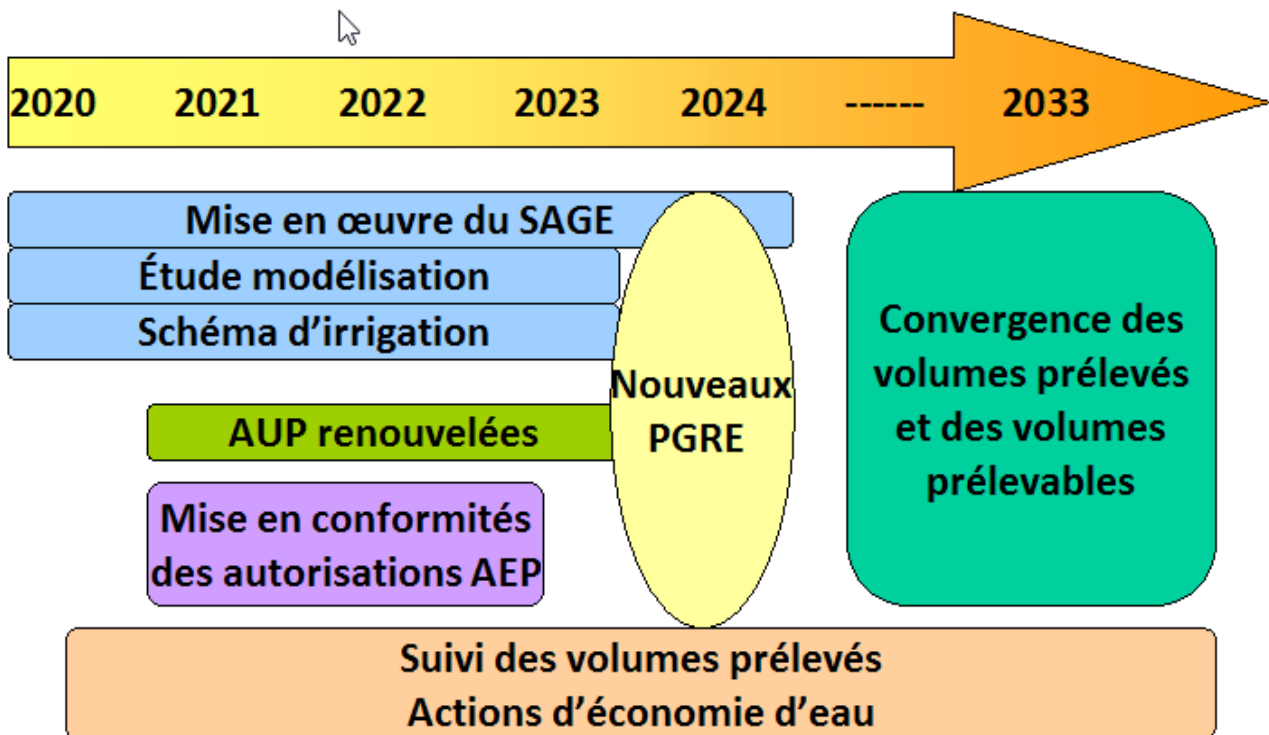 2020 2021 2022 2023 2024 ------ 2033
Mise en œuvre du SAGE
Étude modélisation
Schéma d'irrigation
AUP renouvelées
Mise en conformités
des autorisations AEP
Nouveaux
PGRE
Convergence des
volumes prélevés
et des volumes
prélevables
Suivi des volumes prélevés
Actions d'économie d'eau